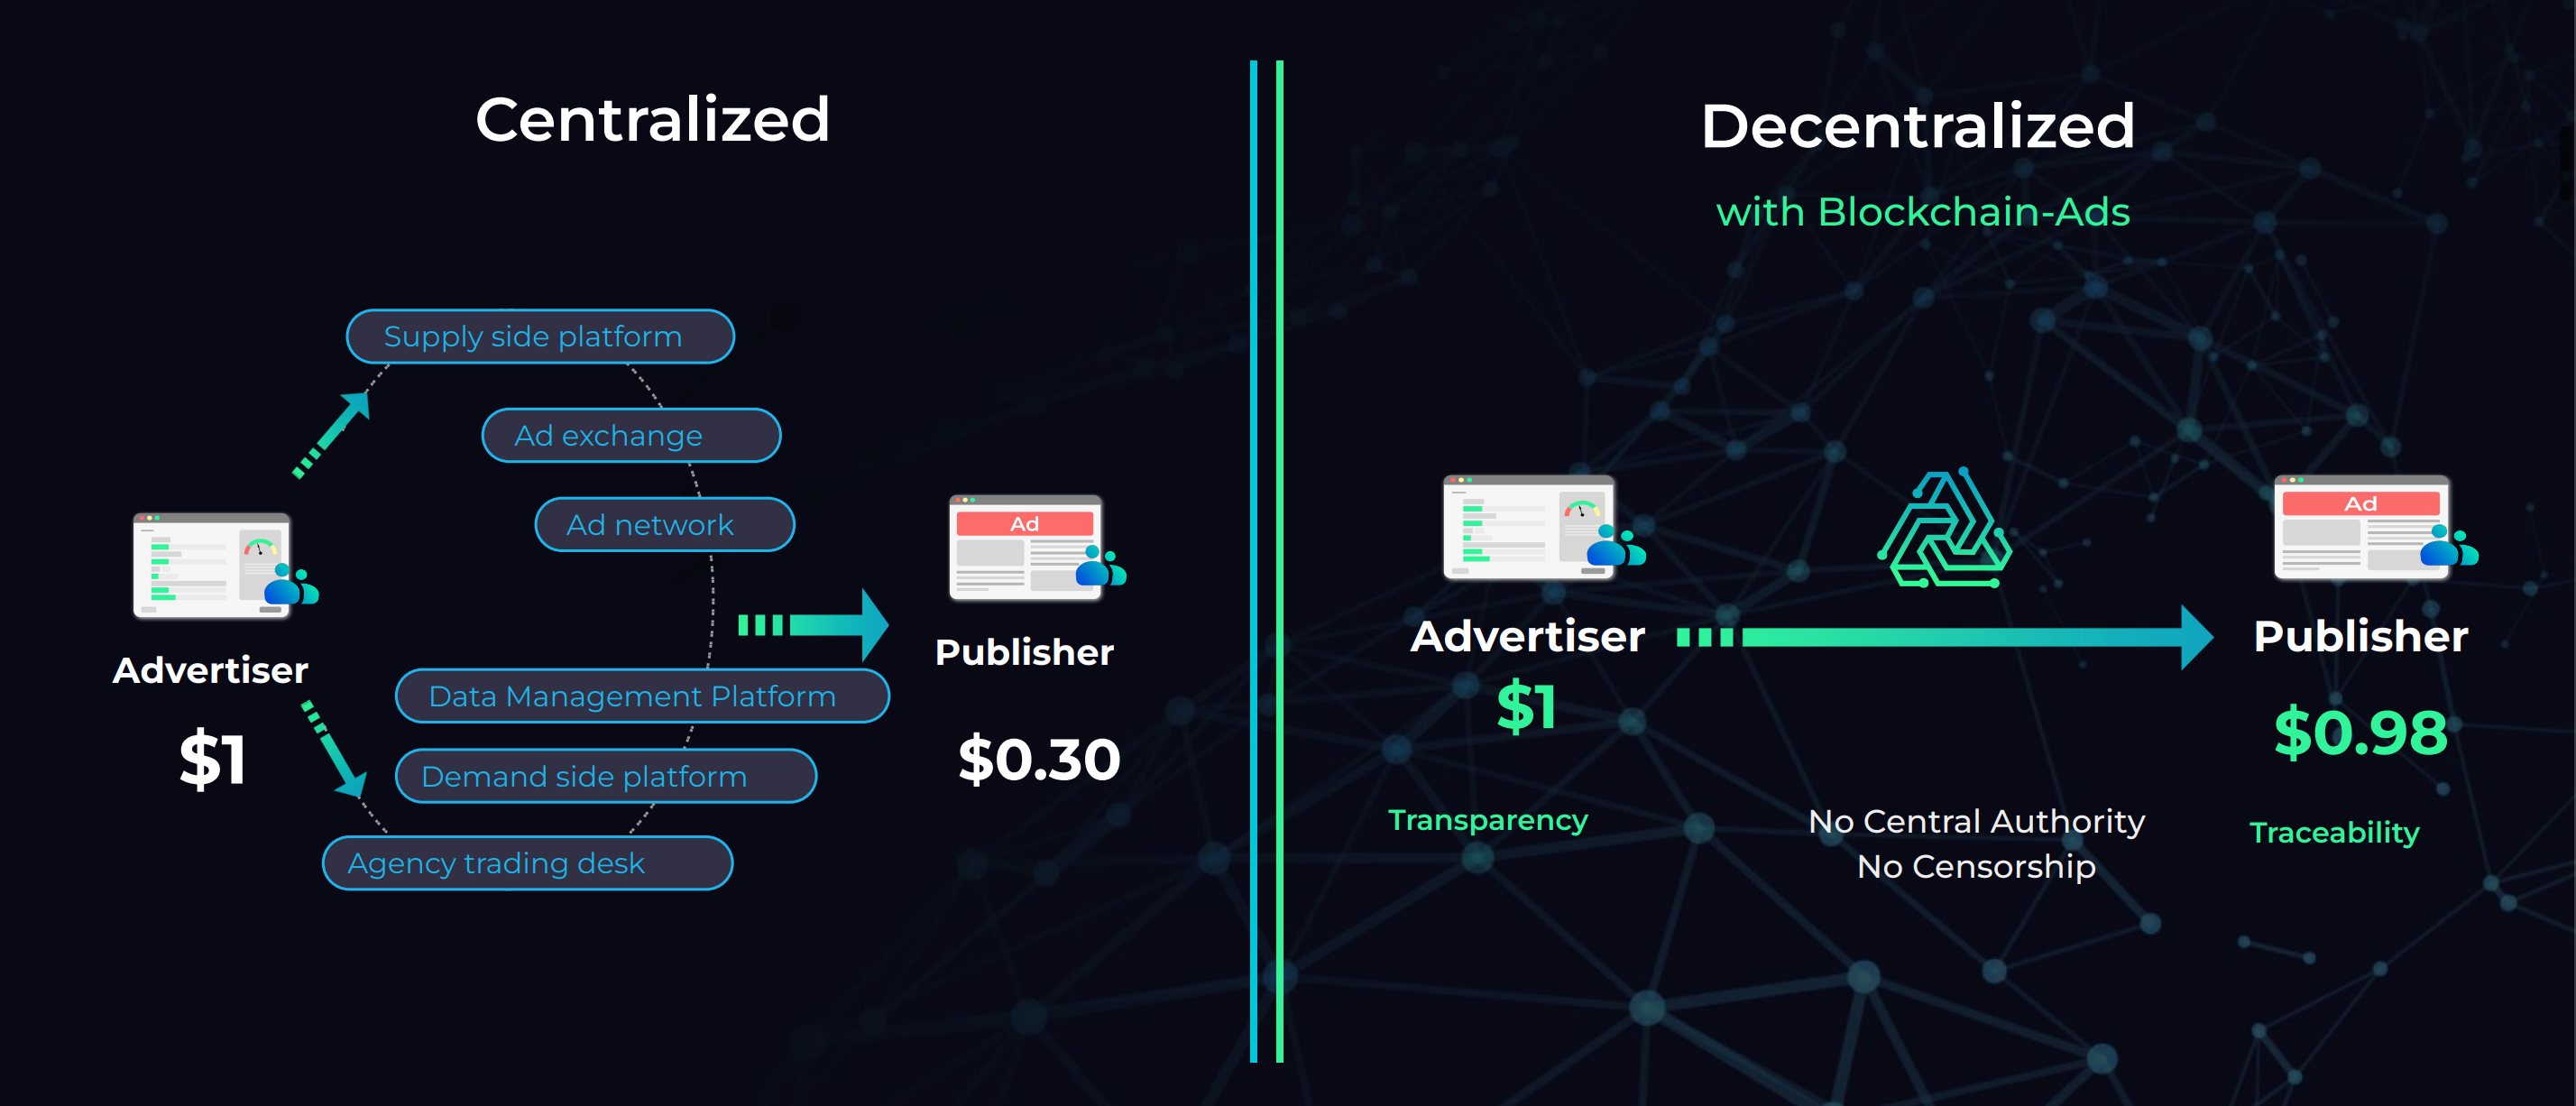 Centralized
Supply side platform
Ad exchange
Ad network
Ad
Advertiser
$1
Publisher
$0.30
Data Management Platform
Demand side platform
Agency trading desk
Decentralized
with Blockchain-Ads
Ad
Advertiser
$1
Publisher
$0.98
Transparency
No Central Authority
No Censorship
Traceability